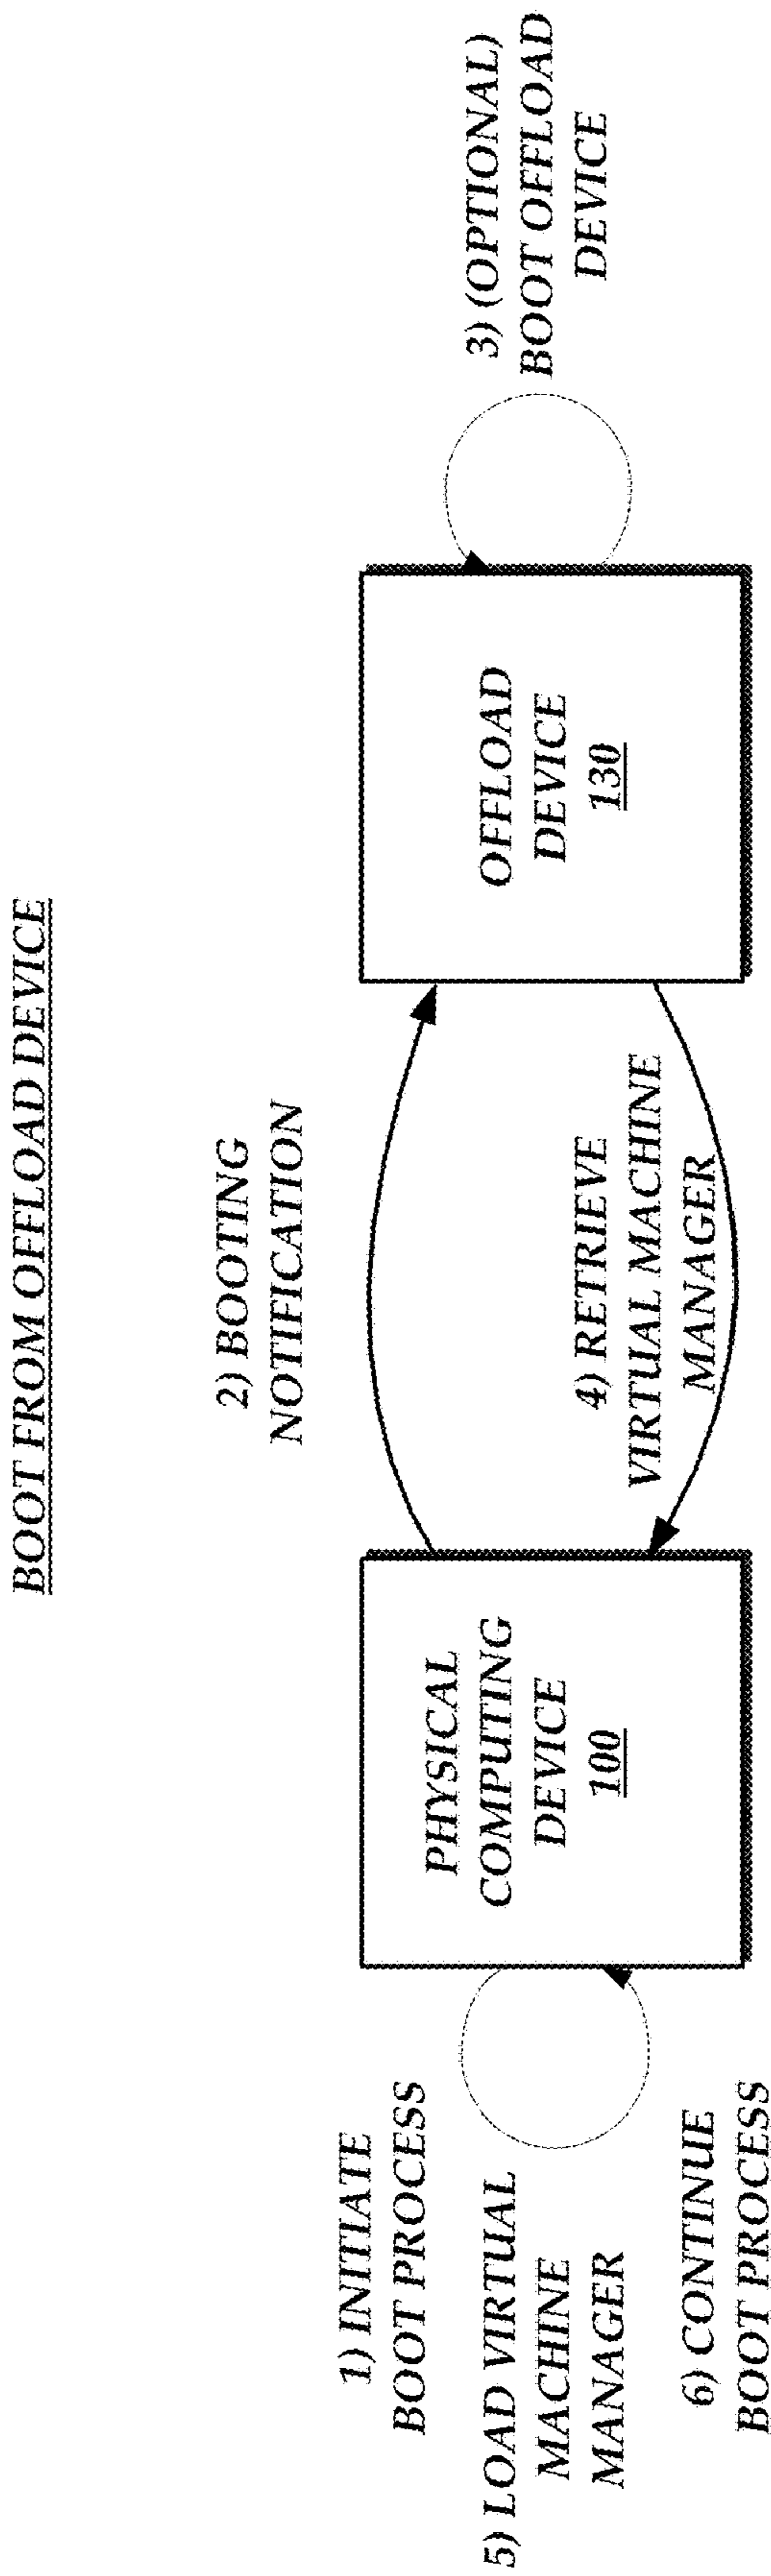 BOOT FROM OFFLOAD DEVICE
1) INITIATE
BOOT PROCESS
2) BOOTING
NOTIFICATION
3) (OPTIONAL)
BOOT OFFLOAD
DEVICE
PHYSICAL
COMPUTING
DEVICE
100
OFFLOAD
DEVICE
130
4) RETRIEVE
VIRTUAL MACHINE
MANAGER
5) LOAD VIRTUAL
MACHINE
MANAGER
6) CONTINUE
BOOT PROCESS